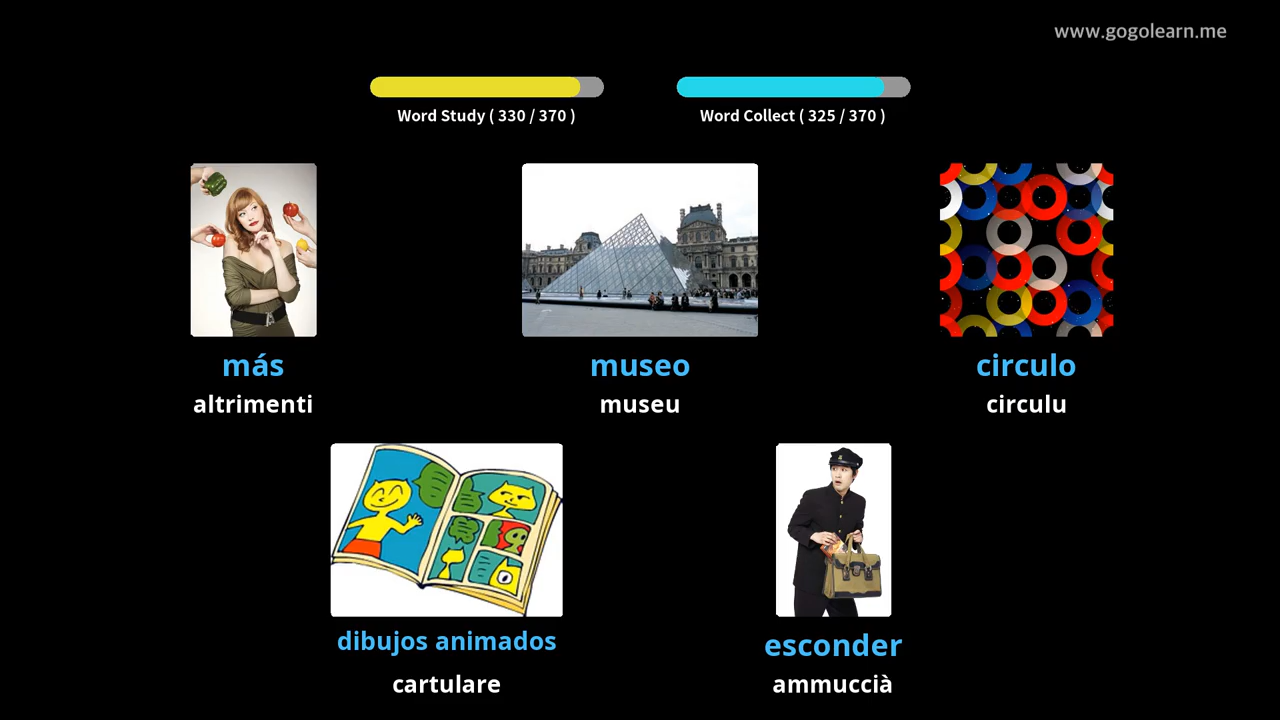 www.gogolearn.me
Word Study ( 330 / 370 )
Word Collect ( 325 / 370 )
más
museo
circulo
altrimenti
museu
circulu
dibujos animados
esconder
cartulare
ammuccià